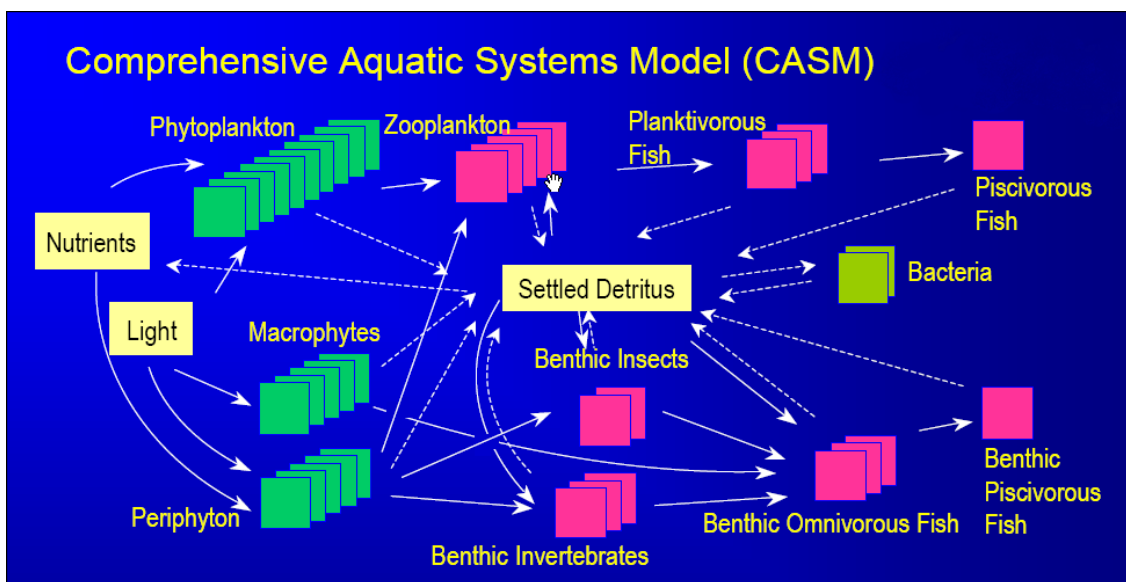 Comprehensive Aquatic Systems Model (CASM)
Phytoplankton
Zooplankton
Planktivorous
Fish
Piscivorous
Fish
Nutrients
Settled Detritus
Bacteria
Light
Macrophytes
Benthic Insects
Periphyton
Benthic Invertebrates
Benthic Omnivorous Fish
Benthic
Piscivorous
Fish